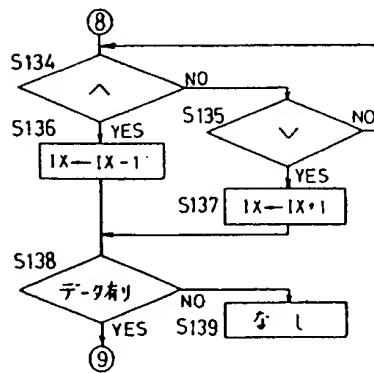 ⑧
S134
∧
NO
S135
S136
YES
∨
NO
IX←IX-1
YES
S137
IX←IX+1
S138
データ有り
NO
YES
S139
なし
⑨